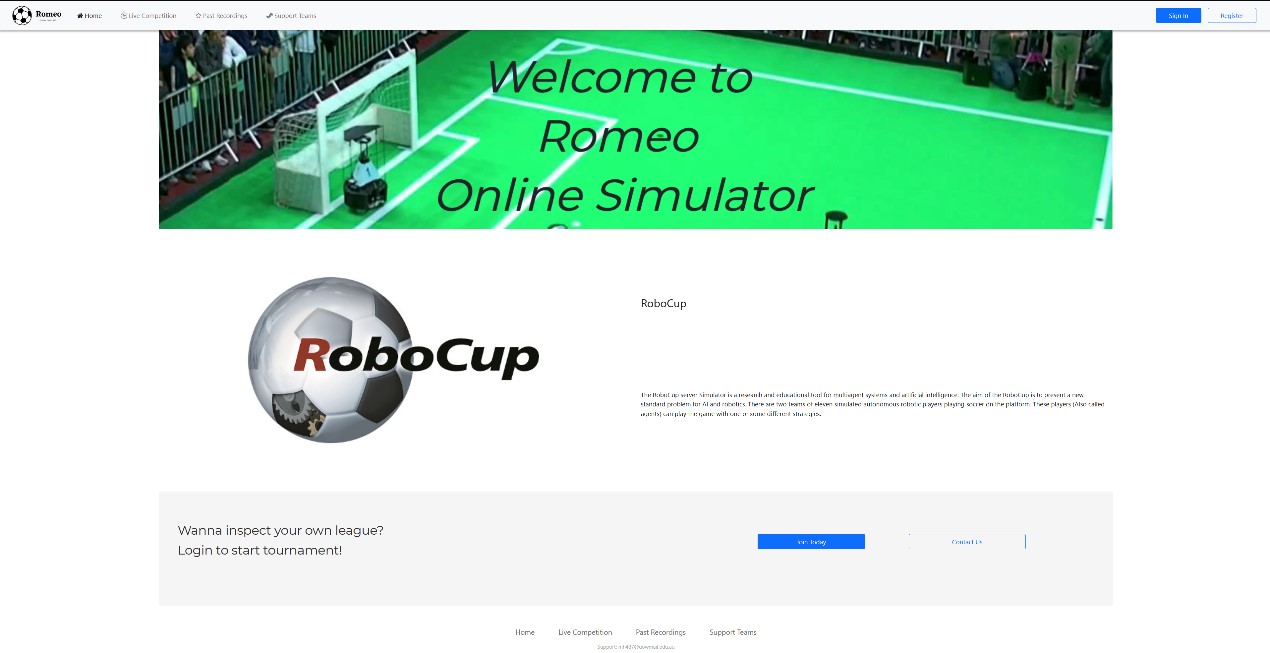 Romeo
Home
Live Competition
Past Recordings
Support Teams
Sign In
Register
Welcome to
Romeo
Online Simulator
RoboCup
RoboCup
The RoboCup server Simulator is a research and educational tool for multiagent systems and artificial intelligence. The aim of the RoboCup is to present a new
standard problem for AI and robotics. There are two teams of eleven simulated autonomous robotic players playing soccer on the platform. These players (Also called
agents) can play the game with one or some different strategies.
Wanna inspect your own league?
Login to start tournament!
Join Today
Contact Us
Home
Live Competition
Past Recordings
Support Teams